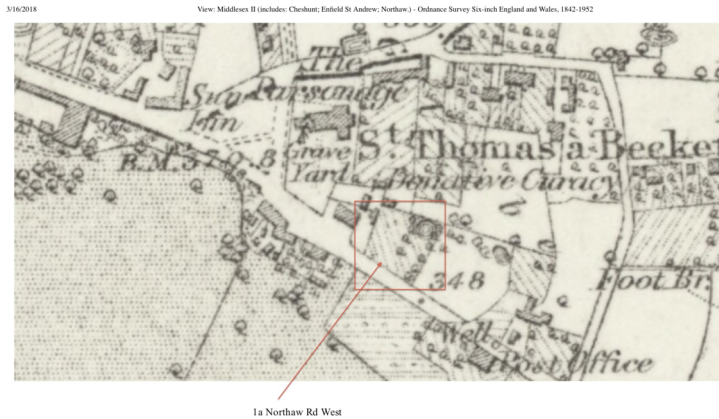 3/16/2018
View: Middlesex II (includes: Cheshunt; Enfield St Andrew; Northaw.) - Ordnance Survey Six-inch England and Wales, 1842-1952
The
Parsonage
Sun
Inn
Grave
Yard
St. Thomas a Becket
Donative Curacy
B.M. 370.8
348
Foot Br.
Well
Post Office
1a Northaw Rd West